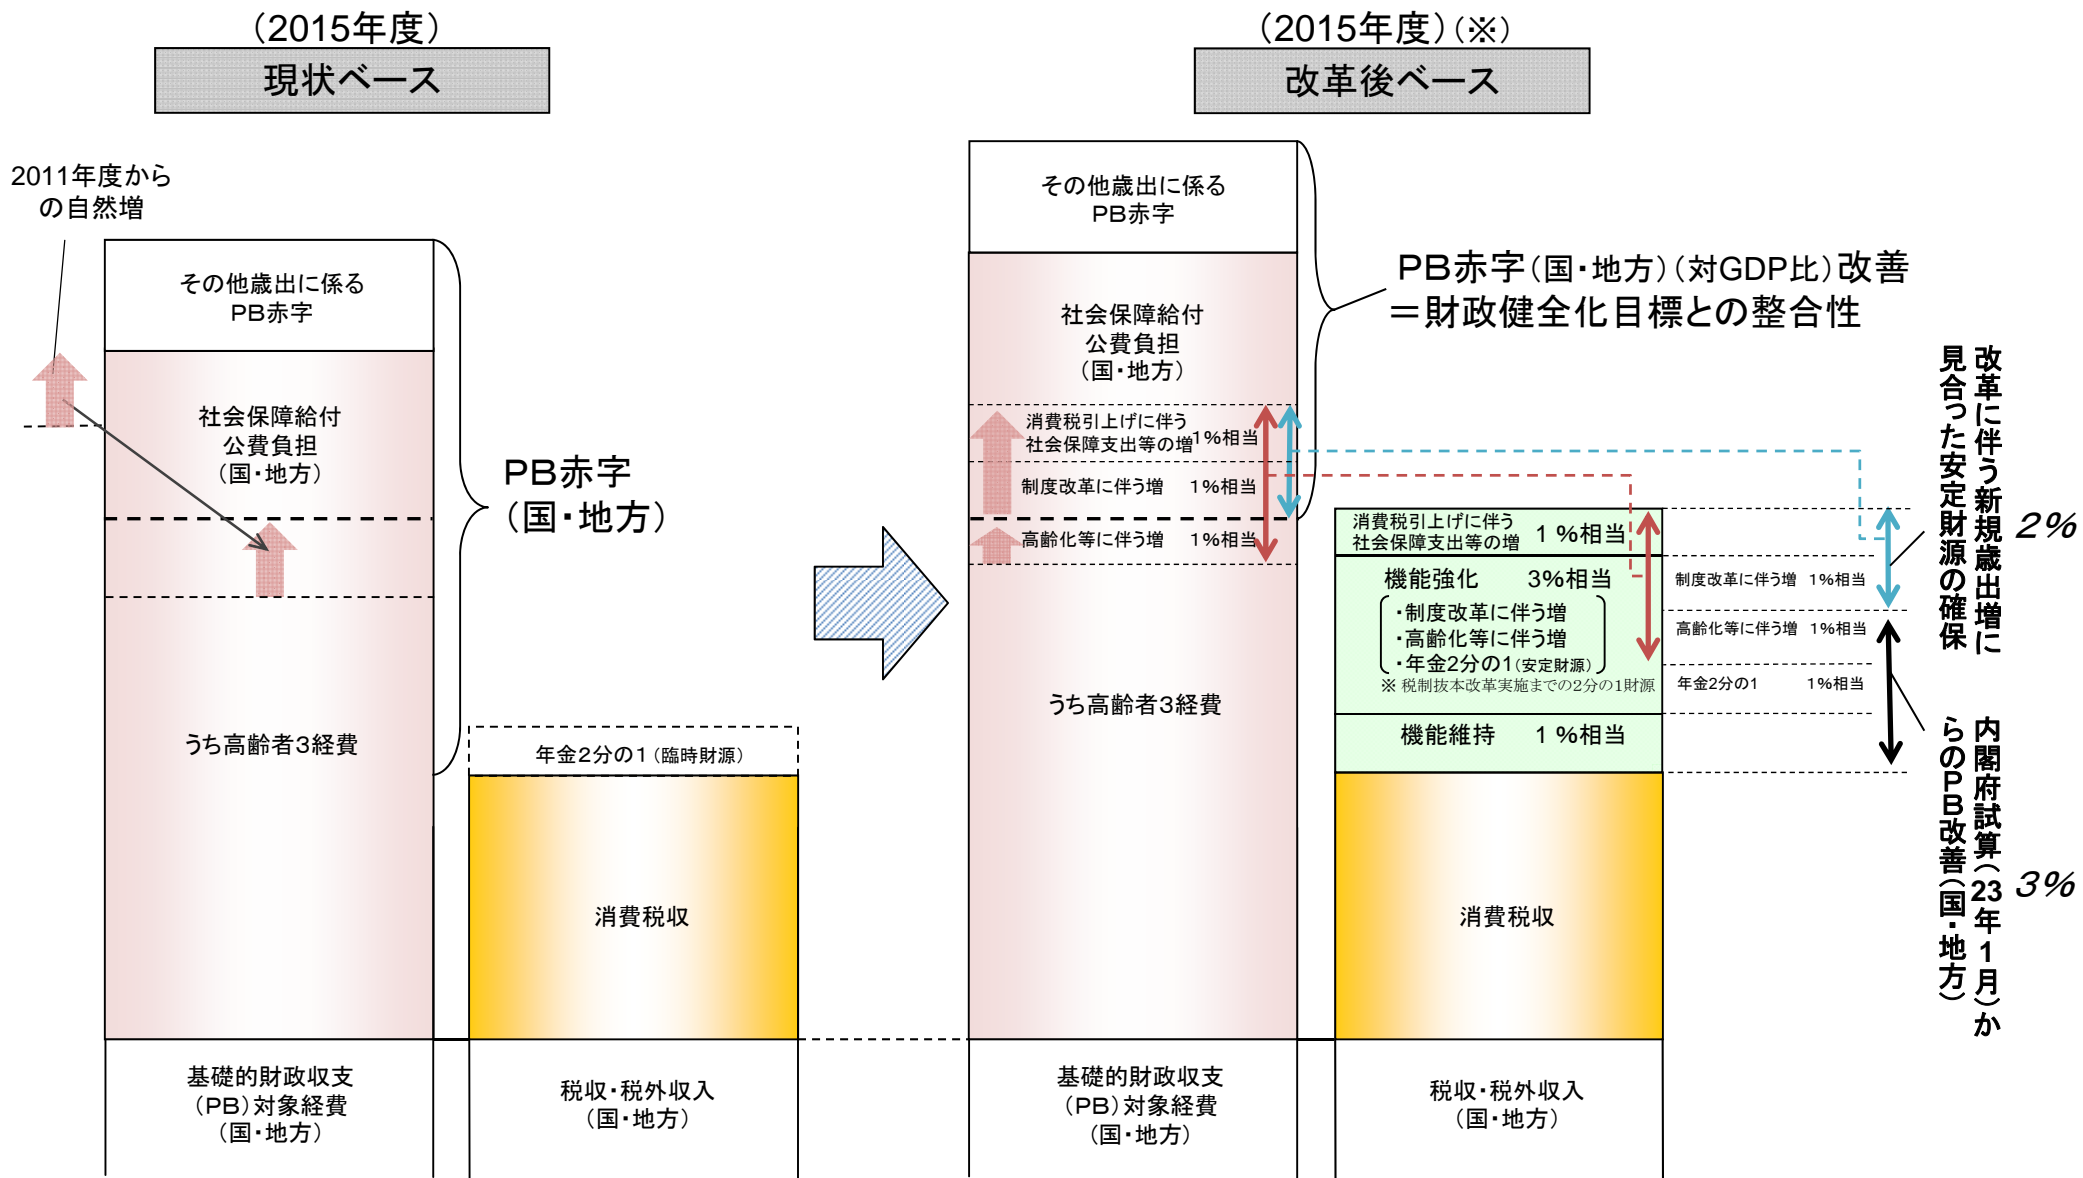 (2015年度)
現状ベース
2011年度から
の自然増
その他歳出に係る
PB赤字
社会保障給付
公費負担
(国・地方)
PB赤字
(国・地方)
うち高齢者3経費
年金2分の1(臨時財源)
消費税収
基礎的財政収支
(PB)対象経費
(国・地方)
税収・税外収入
(国・地方)
(2015年度)(※)
改革後ベース
その他歳出に係る
PB赤字
社会保障給付
公費負担
(国・地方)
消費税引上げに伴う
社会保障支出等の増 1%相当
制度改革に伴う増 1%相当
高齢化等に伴う増 1%相当
うち高齢者3経費
PB赤字(国・地方)(対GDP比)改善
=財政健全化目標との整合性
消費税引上げに伴う
社会保障支出等の増 1%相当
機能強化 3%相当
・制度改革に伴う増
・高齢化等に伴う増
・年金2分の1(安定財源)
※ 税制抜本改革実施までの2分の1財源
機能維持 1%相当
消費税収
制度改革に伴う増 1%相当
高齢化等に伴う増 1%相当
年金2分の1 1%相当
改革に伴う新規歳出増に
見合った安定財源の確保
2%
内閣府試算(23年1月)か
らのPB改善(国・地方)
3%
基礎的財政収支
(PB)対象経費
(国・地方)
税収・税外収入
(国・地方)